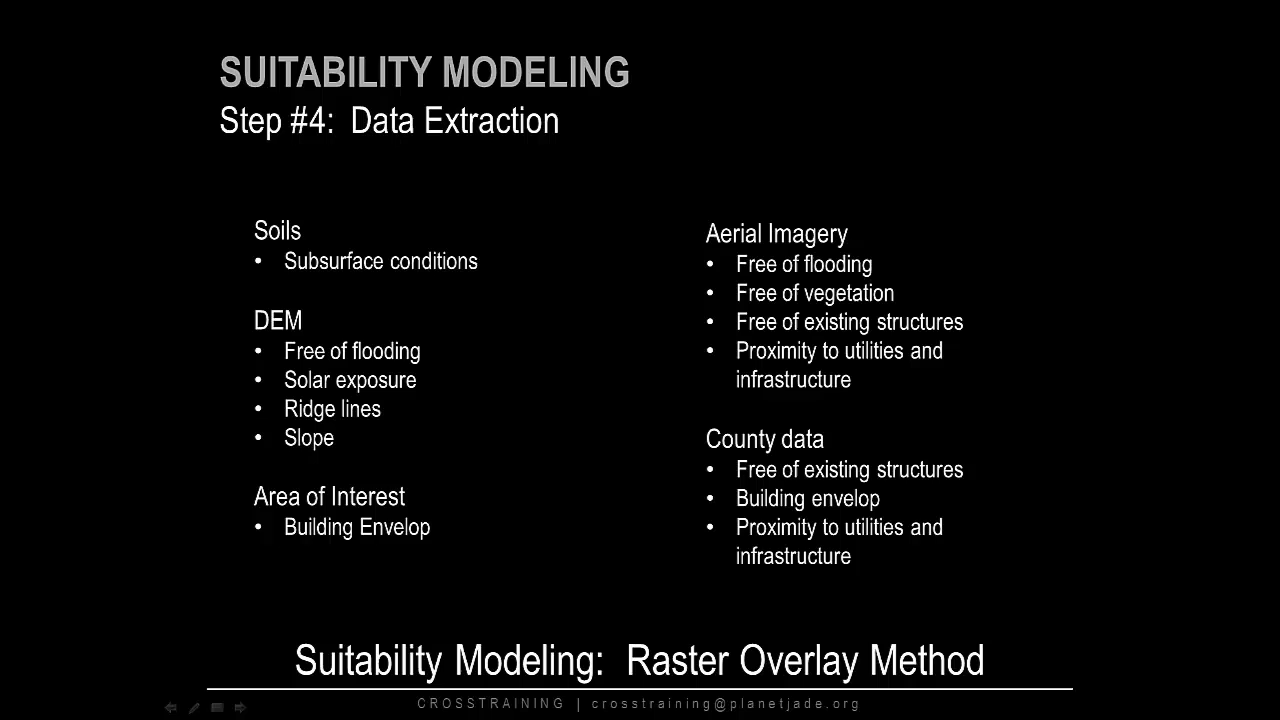 SUITABILITY MODELING
Step #4: Data Extraction
Soils
• Subsurface conditions
DEM
• Free of flooding
• Solar exposure
• Ridge lines
• Slope
Area of Interest
• Building Envelop
Aerial Imagery
• Free of flooding
• Free of vegetation
• Free of existing structures
• Proximity to utilities and
infrastructure
County data
• Free of existing structures
• Building envelop
• Proximity to utilities and
infrastructure
Suitability Modeling: Raster Overlay Method
CROSSTRAINING | crosstraining@planetjade.org